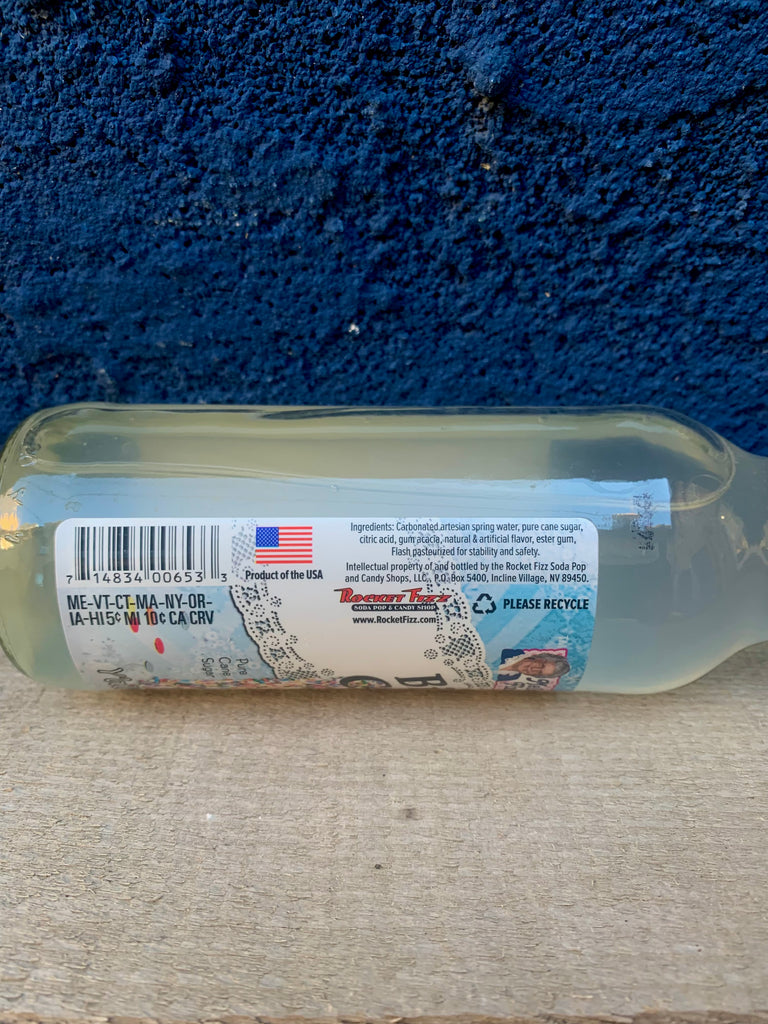 7 14834 00653 3
ME-VT-CT-MA-NY-OR-
IA-HI 5¢ MI 10¢ CA CRV
Product of the USA
Ingredients: Carbonated artesian spring water, pure cane sugar,
citric acid, gum acacia, natural & artificial flavor, ester gum,
Flash pasteurized for stability and safety.
Intellectual property of and bottled by the Rocket Fizz Soda Pop
and Candy Shops, LLC., P.O. Box 5400, Incline Village, NV 89450.
ROCKET FIZZ
SODA POP & CANDY SHOP
www.RocketFizz.com
PLEASE RECYCLE
Pure
Cane
Sugar